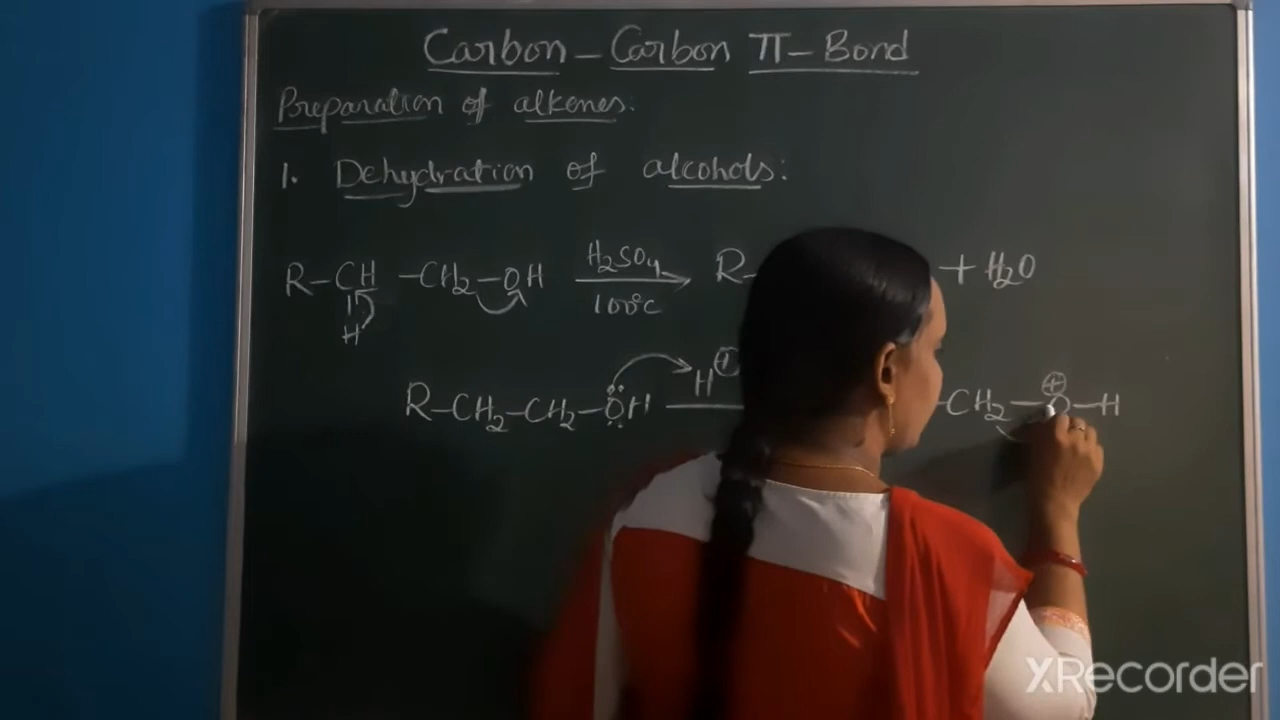 Carbon – Carbon π – Bond
Preparation of alkenes.
1. Dehydration of alcohols:
R–CH –CH2–OH H2SO4 100°C R– + H2O
H
R–CH2–CH2–OH H⊕ –CH2–O⊕–H
XRecorder